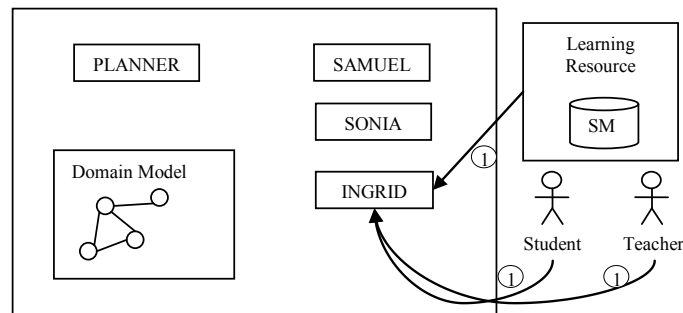 PLANNER
SAMUEL
Learning
Resource
SONIA
SM
1
Domain Model
INGRID
Student
Teacher
1
1